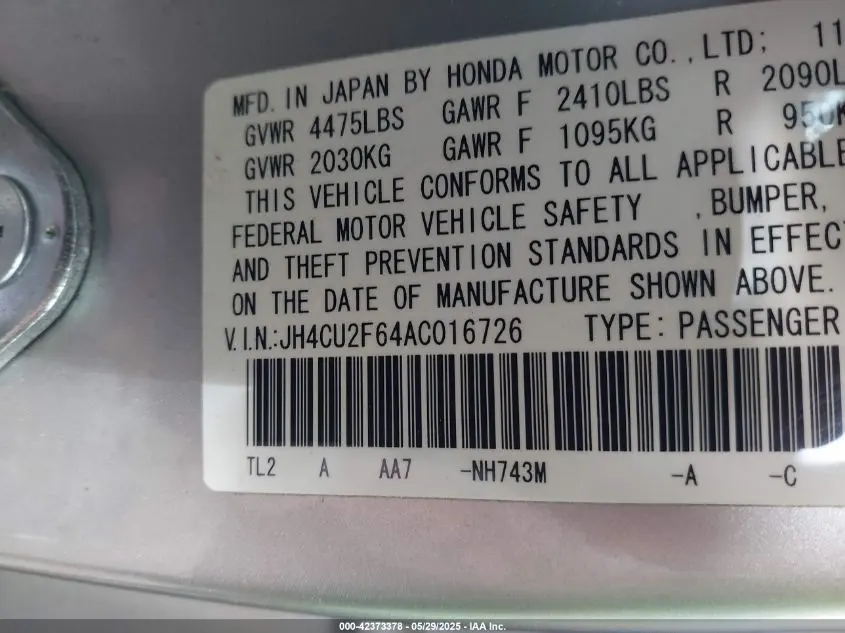 MFD. IN JAPAN BY HONDA MOTOR CO.,LTD; 11
GVWR 4475LBS GAWR F 2410LBS R 2090L
GVWR 2030KG GAWR F 1095KG R 950K
THIS VEHICLE CONFORMS TO ALL APPLICABLE
FEDERAL MOTOR VEHICLE SAFETY ,BUMPER,
AND THEFT PREVENTION STANDARDS IN EFFECT
ON THE DATE OF MANUFACTURE SHOWN ABOVE.
V.I.N.:JH4CU2F64AC016726 TYPE: PASSENGER
TL2 A AA7 -NH743M -A -C
000-42373378 - 05/29/2025 - IAA Inc.